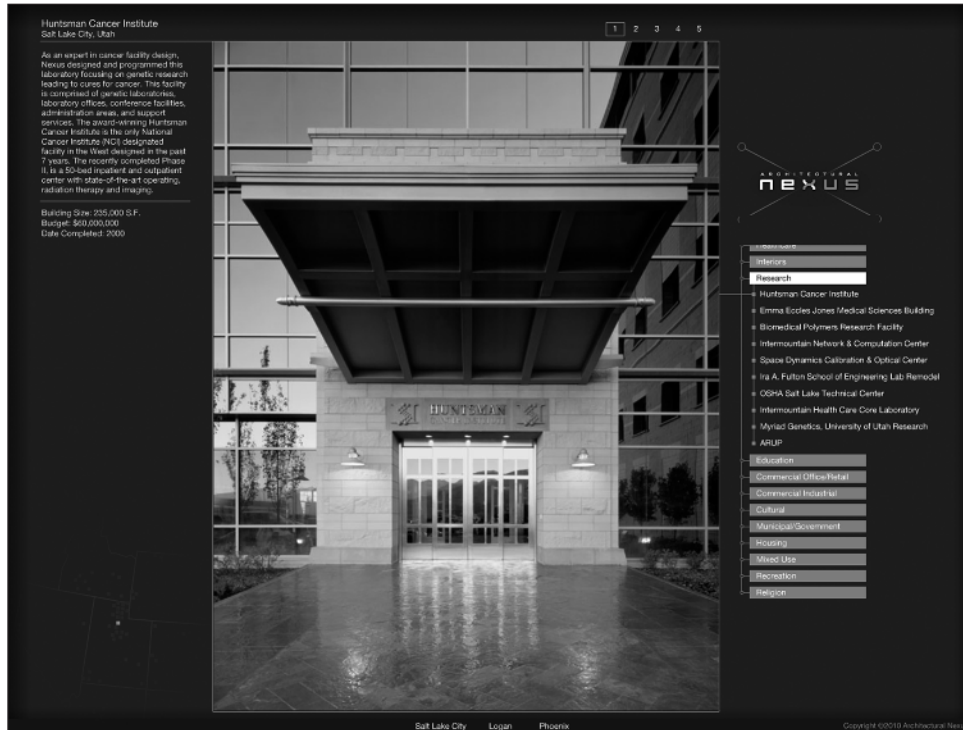 Huntsman Cancer Institute
Salt Lake City, Utah
1 2 3 4 5
As an expert in cancer facility design,
Nexus designed and programmed this
laboratory focusing on genetic research
leading to cures for cancer. This facility
is comprised of genetic laboratories,
laboratory offices, conference facilities,
administration areas, and support
services. The award-winning Huntsman
Cancer Institute is the only National
Cancer Institute (NCI) designated
facility in the West designed in the past
7 years. The recently completed Phase
II, is a 50-bed inpatient and outpatient
center with state-of-the-art operating,
radiation therapy and imaging.
Building Size: 235,000 S.F.
Budget: $60,000,000
Date Completed: 2000
HUNTSMAN
ARCHITECTURAL
nexus
Healthcare
Interiors
Research
Huntsman Cancer Institute
Emma Eccles Jones Medical Sciences Building
Biomedical Polymers Research Facility
Intermountain Network & Computation Center
Space Dynamics Calibration & Optical Center
Ira A. Fulton School of Engineering Lab Remodel
OSHA Salt Lake Technical Center
Intermountain Health Care Core Laboratory
Myriad Genetics, University of Utah Research
ARUP
Education
Commercial Office/Retail
Commercial Industrial
Cultural
Municipal/Government
Housing
Mixed Use
Recreation
Religion
Salt Lake City Logan Phoenix
Copyright ©2010 Architectural Nex